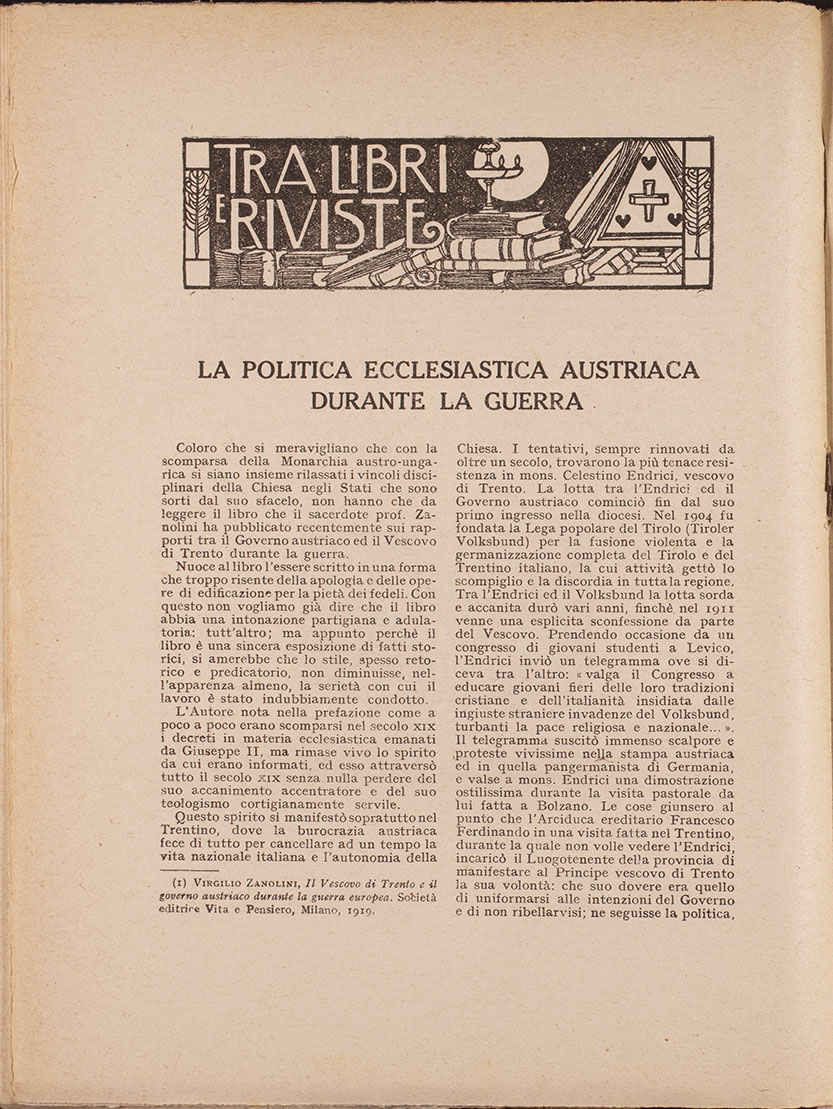 TRA LIBRI
E RIVISTE
LA POLITICA ECCLESIASTICA AUSTRIACA
DURANTE LA GUERRA
Coloro che si meravigliano che con la
scomparsa della Monarchia austro-unga-
rica si siano insieme rilassati i vincoli disci-
plinari della Chiesa negli Stati che sono
sorti dal suo sfacelo, non hanno che da
leggere il libro che il sacerdote prof. Za-
nolini ha pubblicato recentemente sui rap-
porti tra il Governo austriaco ed il Vescovo
di Trento durante la guerra.
Nuoce al libro l'essere scritto in una forma
che troppo risente della apologia e delle ope-
re di edificazione per la pietà dei fedeli. Con
questo non vogliamo già dire che il libro
abbia una intonazione partigiana e adula-
toria: tutt'altro; ma appunto perchè il
libro è una sincera esposizione di fatti sto-
rici, si amerebbe che lo stile, spesso reto-
rico e predicatorio, non diminuisse, nel-
l'apparenza almeno, la serietà con cui il
lavoro è stato indubbiamente condotto.
L'Autore nota nella prefazione come a
poco a poco erano scomparsi nel secolo XIX
i decreti in materia ecclesiastica emanati
da Giuseppe II, ma rimase vivo lo spirito
da cui erano informati, ed esso attraversò
tutto il secolo XIX senza nulla perdere del
suo accanimento accentratore e del suo
teologismo cortigianamente servile.
Questo spirito si manifestò sopratutto nel
Trentino, dove la burocrazia austriaca
fece di tutto per cancellare ad un tempo la
vita nazionale italiana e l'autonomia della
(1) VIRGILIO ZANOLINI, Il Vescovo di Trento e il
governo austriaco durante la guerra europea. Società
editrice Vita e Pensiero, Milano, 1919.
Chiesa. I tentativi, sempre rinnovati da
oltre un secolo, trovarono la più tenace resi-
stenza in mons. Celestino Endrici, vescovo
di Trento. La lotta tra l'Endrici ed il
Governo austriaco cominciò fin dal suo
primo ingresso nella diocesi. Nel 1904 fu
fondata la Lega popolare del Tirolo (Tiroler
Volksbund) per la fusione violenta e la
germanizzazione completa del Tirolo e del
Trentino italiano, la cui attività gettò lo
scompiglio e la discordia in tutta la regione.
Tra l'Endrici ed il Volksbund la lotta sorda
e accanita durò vari anni, finchè nel 1911
venne una esplicita sconfessione da parte
del Vescovo. Prendendo occasione da un
congresso di giovani studenti a Levico,
l'Endrici inviò un telegramma ove si di-
ceva tra l'altro: « valga il Congresso a
educare giovani fieri delle loro tradizioni
cristiane e dell'italianità insidiata dalle
ingiuste straniere invadenze del Volksbund,
turbanti la pace religiosa e nazionale... ».
Il telegramma suscitò immenso scalpore e
proteste vivissime nella stampa austriaca
ed in quella pangermanista di Germania,
e valse a mons. Endrici una dimostrazione
ostilissima durante la visita pastorale da
lui fatta a Bolzano. Le cose giunsero al
punto che l'Arciduca ereditario Francesco
Ferdinando in una visita fatta nel Trentino,
durante la quale non volle vedere l'Endrici,
incaricò il Luogotenente della provincia di
manifestare al Principe vescovo di Trento
la sua volontà: che suo dovere era quello
di uniformarsi alle intenzioni del Governo
e di non ribellarvisi; ne seguisse la politica,